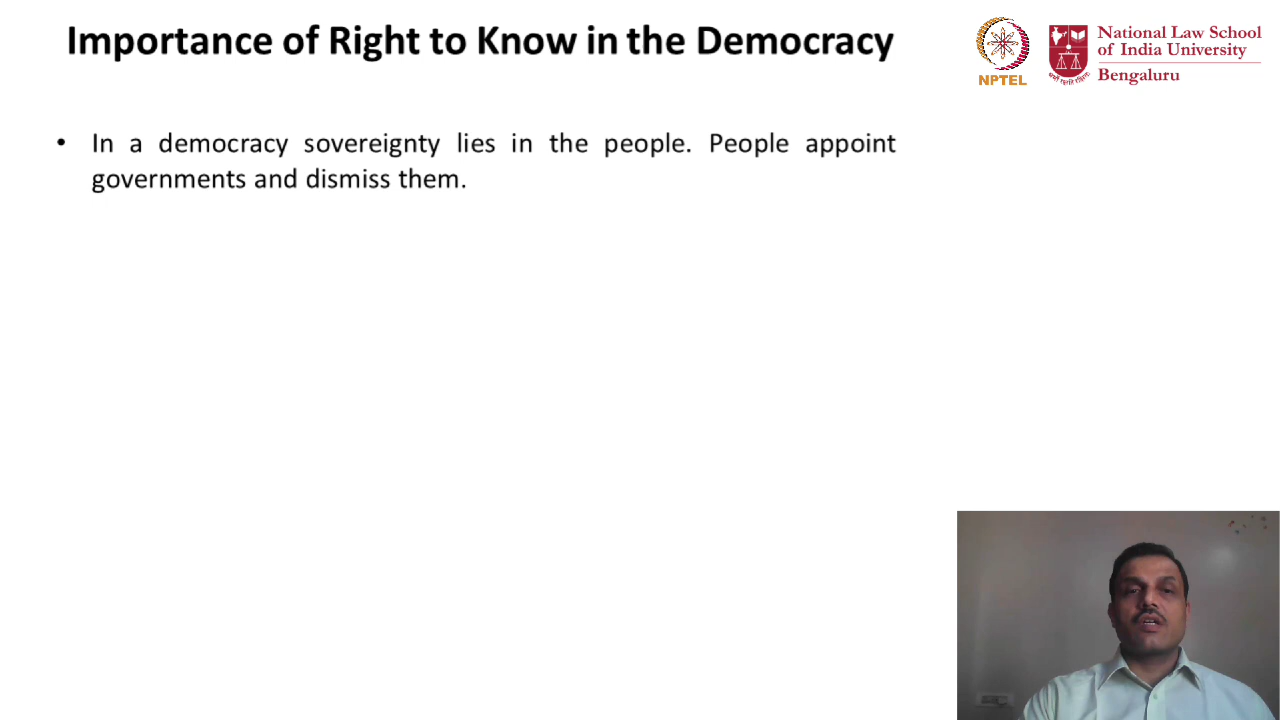 Importance of Right to Know in the Democracy
NPTEL
National Law School
of India University
Bengaluru
• In a democracy sovereignty lies in the people. People appoint
governments and dismiss them.